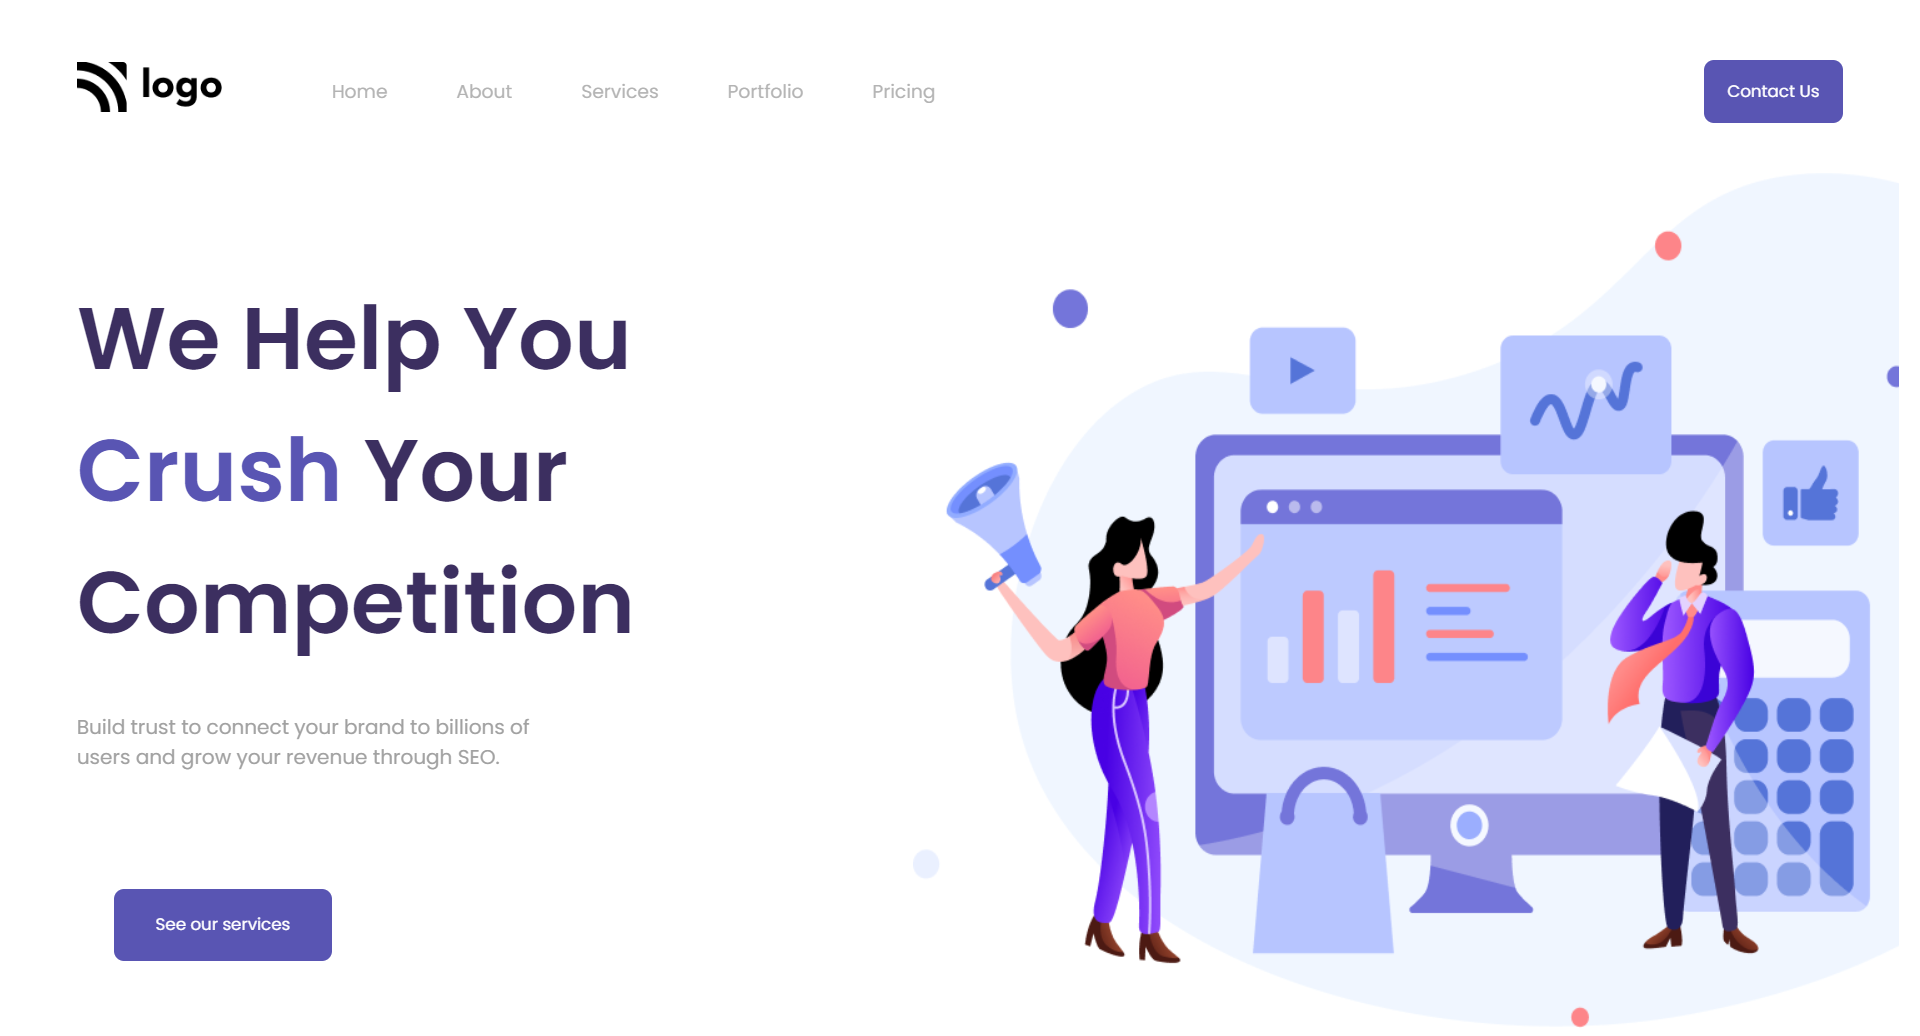 logo
Home About Services Portfolio Pricing
Contact Us
We Help You
Crush Your
Competition
Build trust to connect your brand to billions of
users and grow your revenue through SEO.
See our services